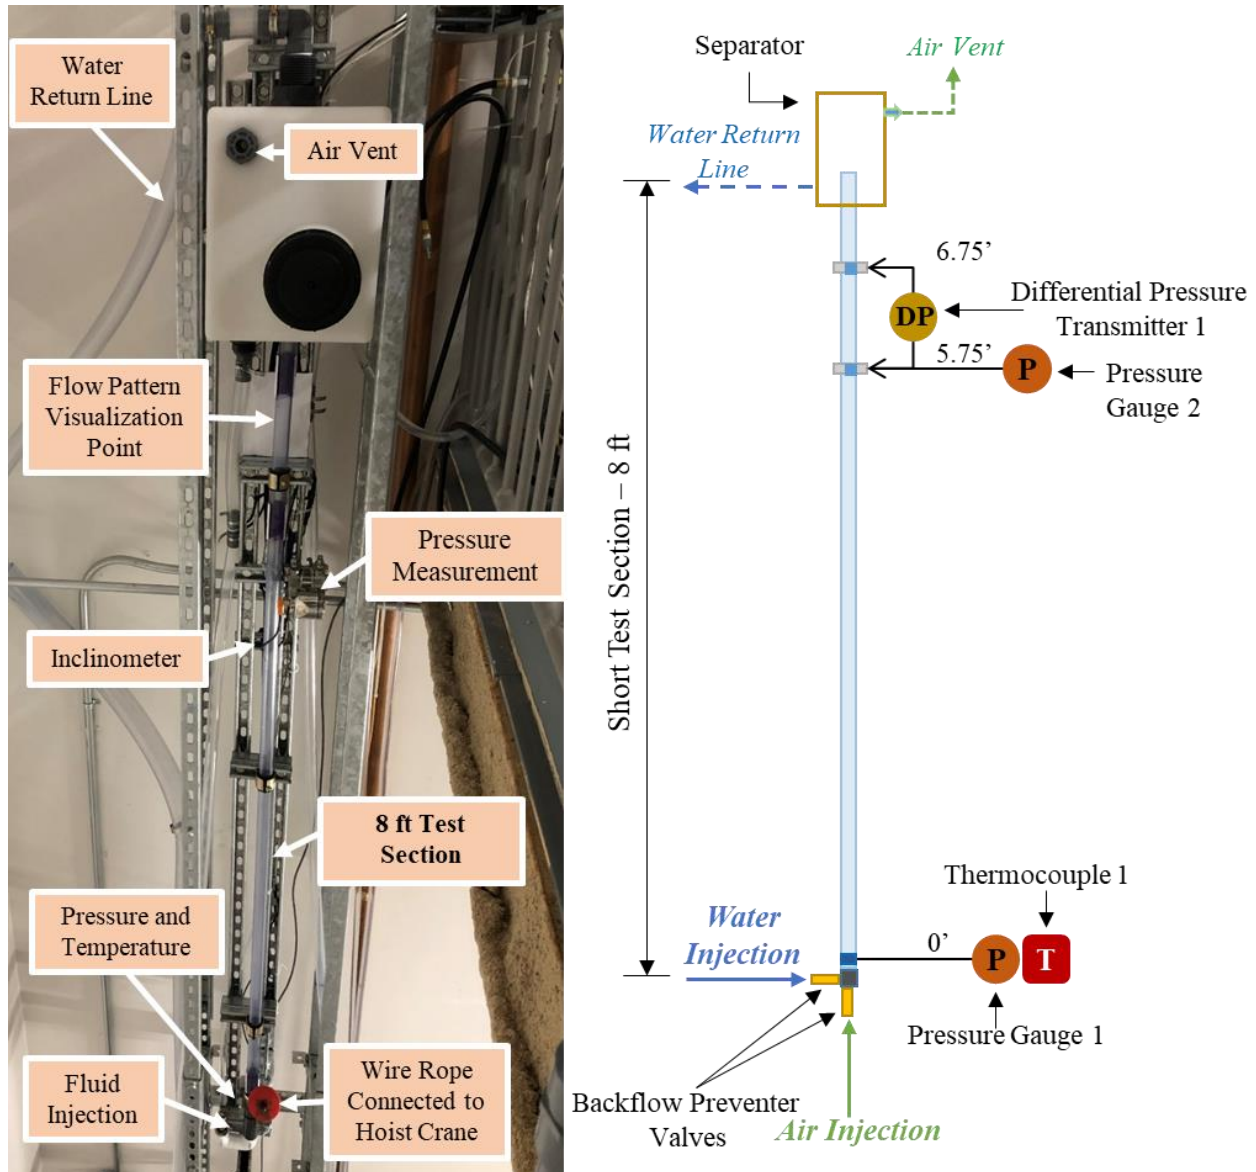 Water
Return Line
Air Vent
Flow Pattern
Visualization
Point
Pressure
Measurement
Inclinometer
8 ft Test
Section
Pressure and
Temperature
Fluid
Injection
Wire Rope
Connected to
Hoist Crane
Separator
Air Vent
Water Return
Line
6.75’
DP
Differential Pressure
Transmitter 1
5.75’
P
Pressure
Gauge 2
Short Test Section – 8 ft
Thermocouple 1
Water
Injection
0’
P
T
Pressure Gauge 1
Backflow Preventer
Valves
Air Injection